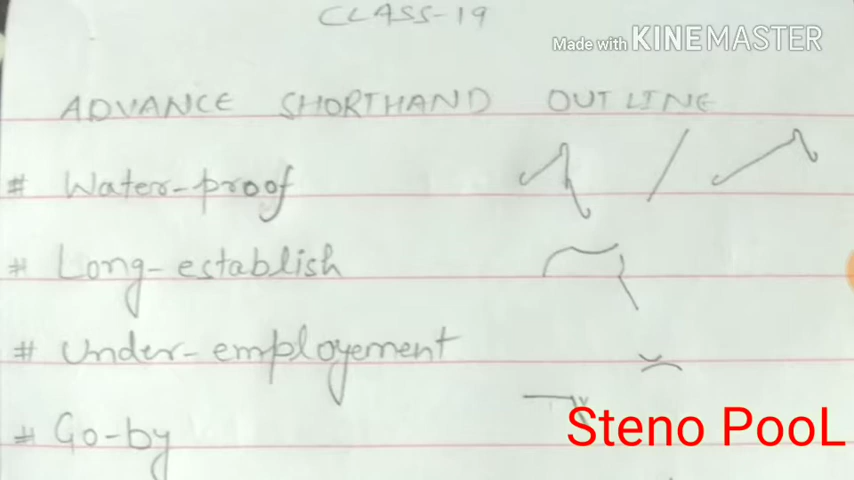 CLASS-19
Made with KINEMASTER
ADVANCE SHORTHAND OUTLINE
# Water-proof /
# Long-establish
# Under-employement
# Go-by
Steno PooL